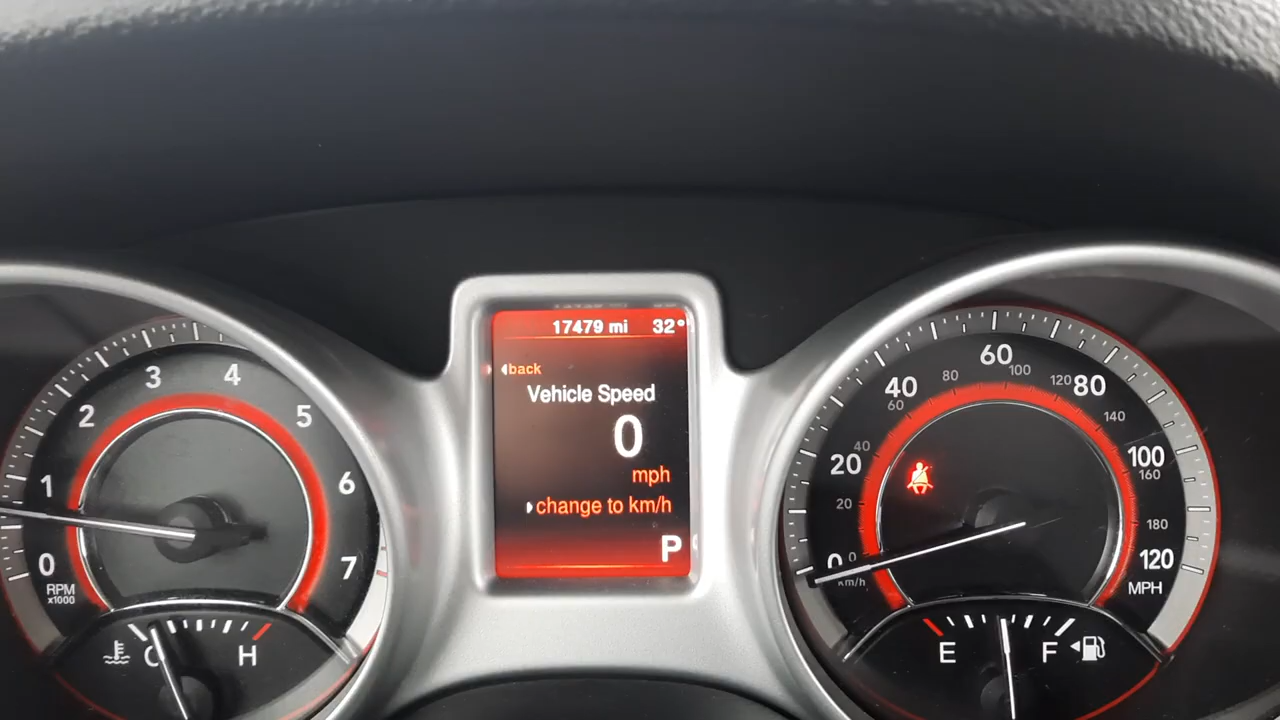 17479 mi 32°
back
Vehicle Speed
0
mph
change to km/h
P
0
1
2
3
4
5
6
7
RPM
x1000
C H
0
20
40
60
80
100
120
MPH
0
20
40
60
80
100
120
140
160
180
km/h
E F